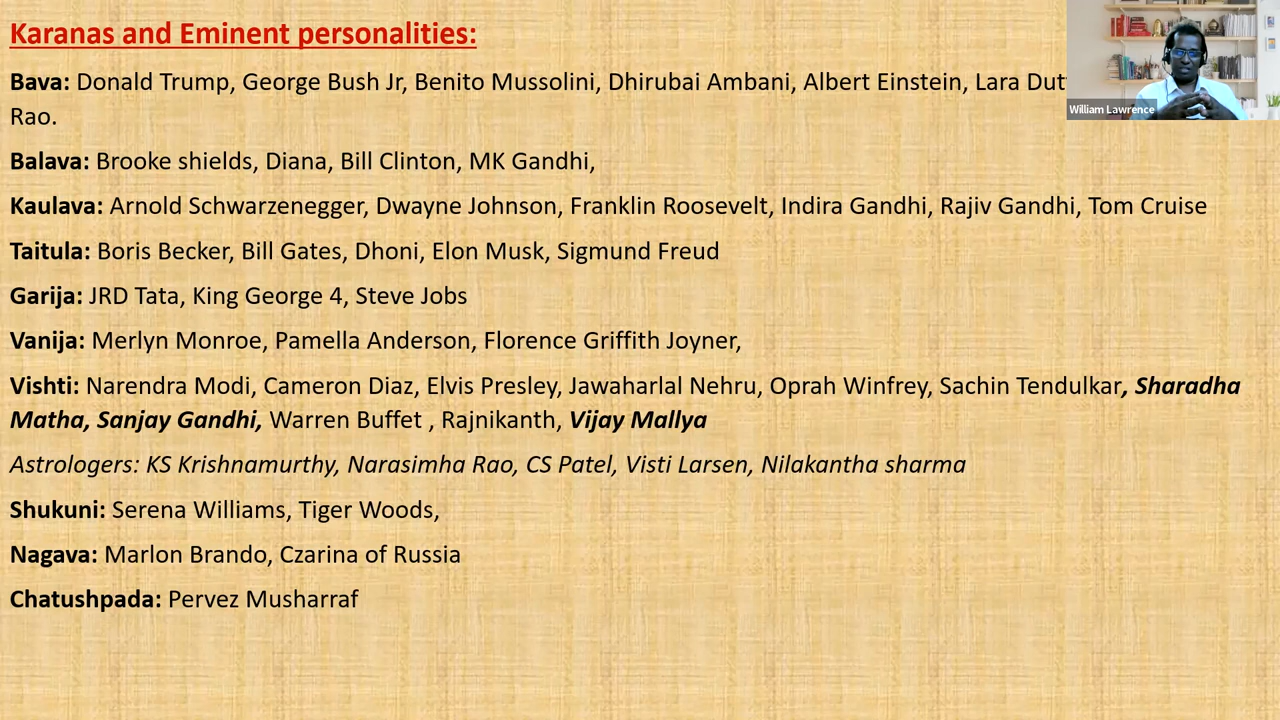 Karanas and Eminent personalities:
Bava: Donald Trump, George Bush Jr, Benito Mussolini, Dhirubai Ambani, Albert Einstein, Lara
Rao.
William Lawrence
Balava: Brooke shields, Diana, Bill Clinton, MK Gandhi,
Kaulava: Arnold Schwarzenegger, Dwayne Johnson, Franklin Roosevelt, Indira Gandhi, Rajiv Gandhi, Tom Cruise
Taitula: Boris Becker, Bill Gates, Dhoni, Elon Musk, Sigmund Freud
Garija: JRD Tata, King George 4, Steve Jobs
Vanija: Merlyn Monroe, Pamella Anderson, Florence Griffith Joyner,
Vishti: Narendra Modi, Cameron Diaz, Elvis Presley, Jawaharlal Nehru, Oprah Winfrey, Sachin Tendulkar, Sharadha
Matha, Sanjay Gandhi, Warren Buffet , Rajnikanth, Vijay Mallya
Astrologers: KS Krishnamurthy, Narasimha Rao, CS Patel, Visti Larsen, Nilakantha sharma
Shukuni: Serena Williams, Tiger Woods,
Nagava: Marlon Brando, Czarina of Russia
Chatushpada: Pervez Musharraf